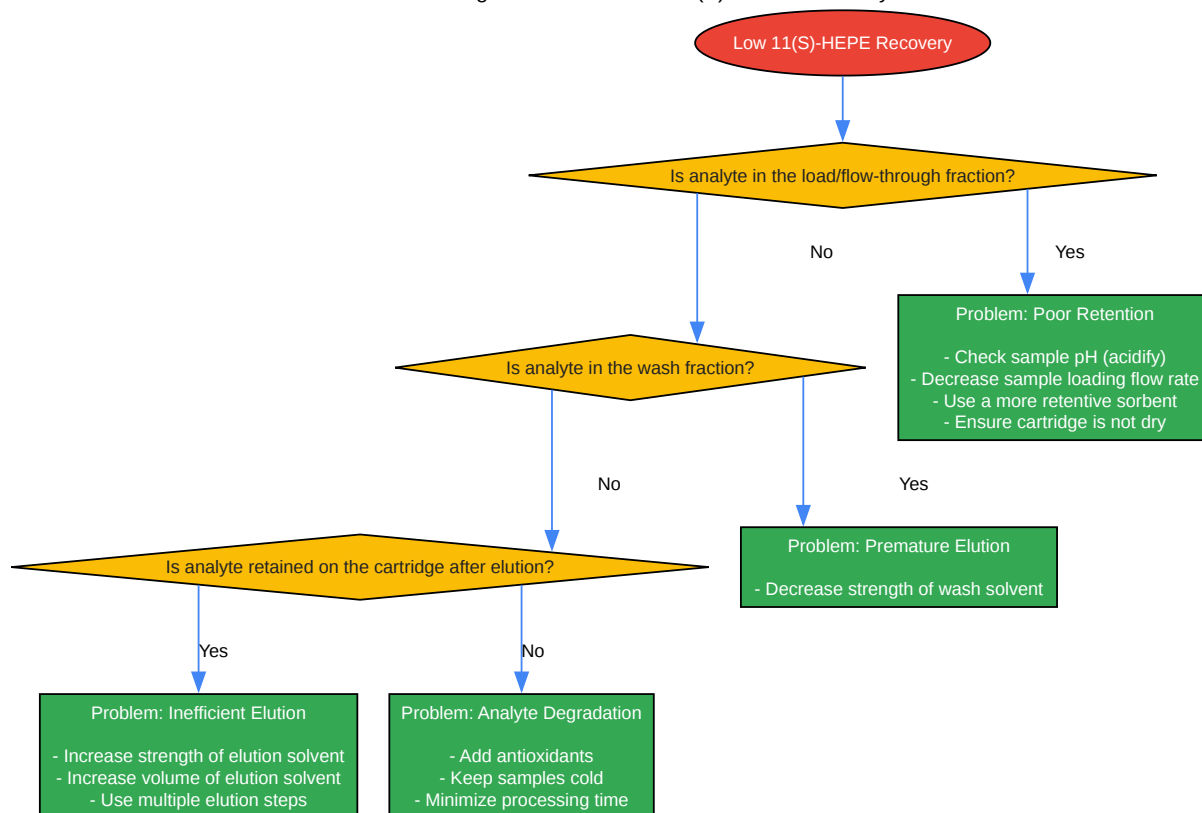 Low 11(S)-HEPE Recovery
Is analyte in the load/flow-through fraction?
No
Yes
Problem: Poor Retention
- Check sample pH (acidify)
- Decrease sample loading flow rate
- Use a more retentive sorbent
- Ensure cartridge is not dry
Is analyte in the wash fraction?
No
Yes
Problem: Premature Elution
- Decrease strength of wash solvent
Is analyte retained on the cartridge after elution?
Yes
No
Problem: Inefficient Elution
- Increase strength of elution solvent
- Increase volume of elution solvent
- Use multiple elution steps
Problem: Analyte Degradation
- Add antioxidants
- Keep samples cold
- Minimize processing time